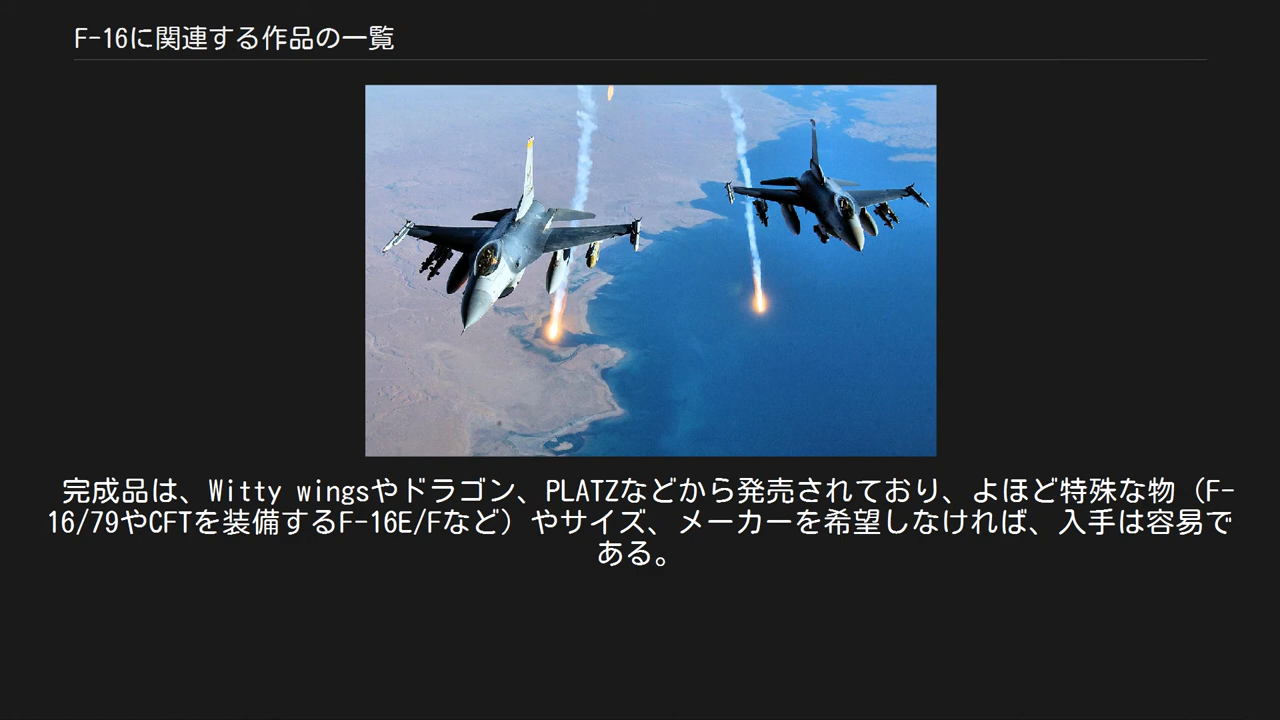 F-16に関連する作品の一覧
完成品は、Witty wingsやドラゴン、PLATZなどから発売されており、よほど特殊な物（F-
16/79やCFTを装備するF-16E/Fなど）やサイズ、メーカーを希望しなければ、入手は容易で
ある。